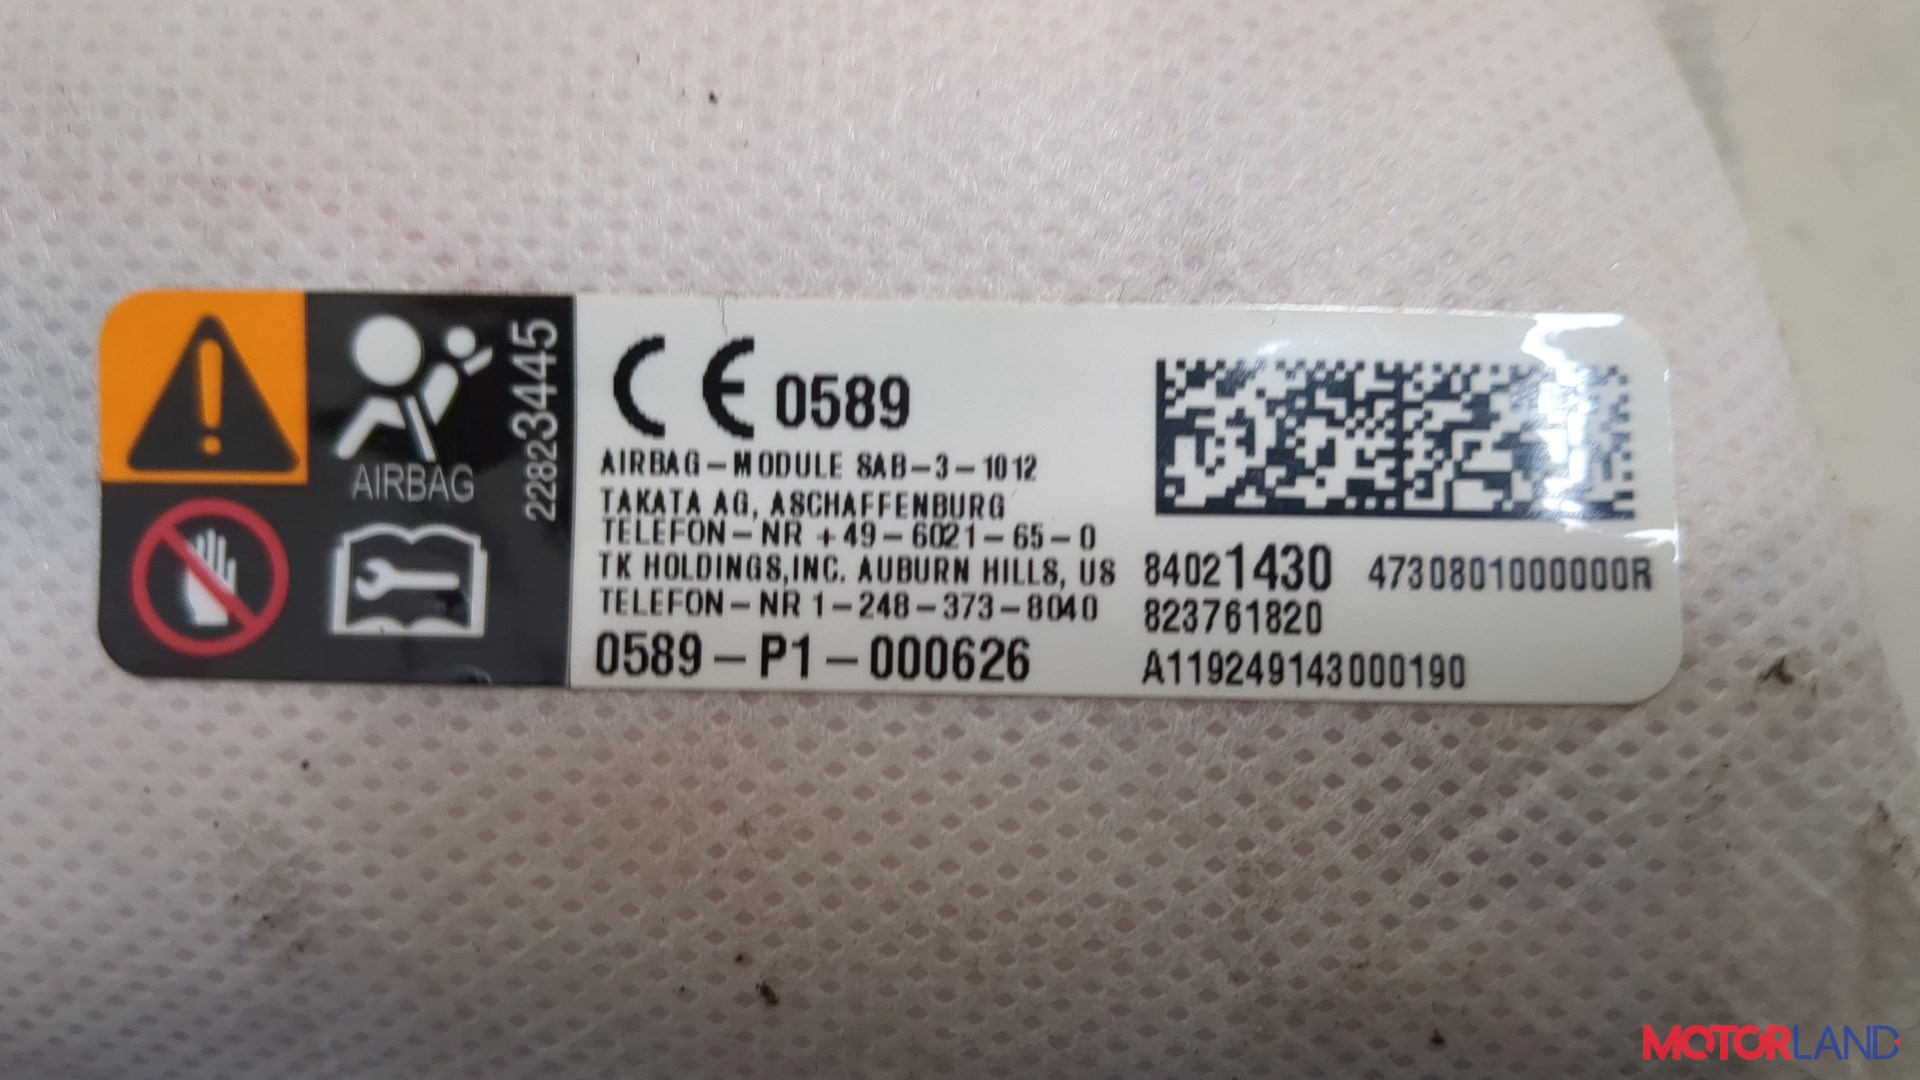 AIRBAG
22823445
CE 0589
AIRBAG-MODULE SAB-3-1012
TAKATA AG, ASCHAFFENBURG
TELEFON-NR +49-6021-65-0
TK HOLDINGS,INC. AUBURN HILLS, US
TELEFON-NR 1-248-373-8040
0589-P1-000626
84021430 4730801000000R
823761820
A119249143000190
MOTORLAND